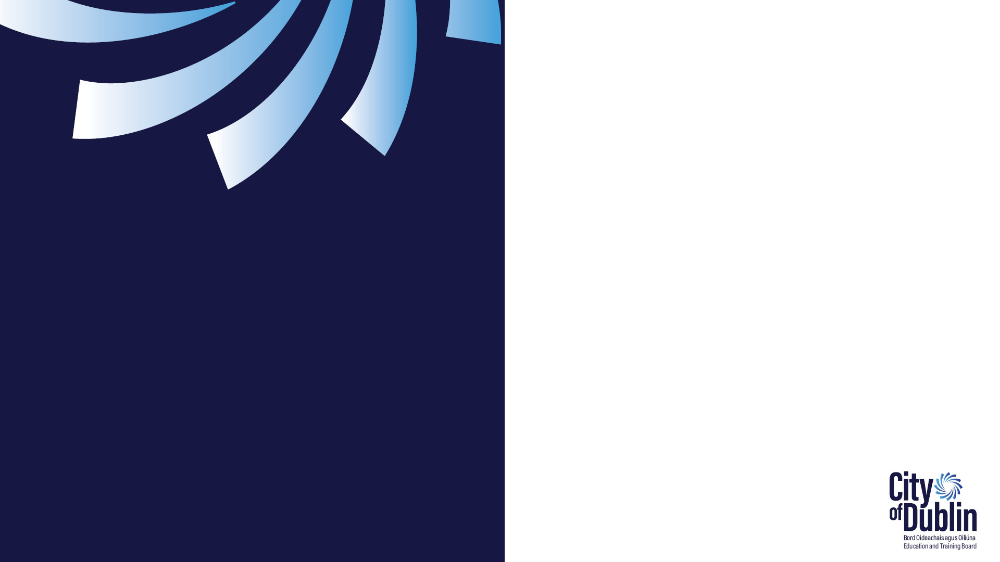 City
of Dublin
Bord Oideachais agus Oiliúna
Education and Training Board